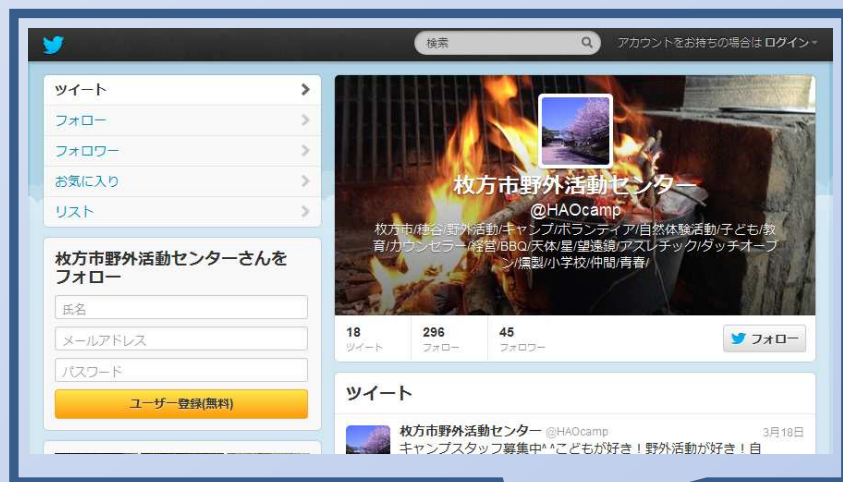 検索
アカウントをお持ちの場合は ログイン
ツイート
フォロー
フォロワー
お気に入り
リスト
枚方市野外活動センターさんを
フォロー
氏名
メールアドレス
パスワード
ユーザー登録(無料)
枚方市野外活動センター
@HAOcamp
枚方市/穂谷/野外活動/キャンプ/ボランティア/自然体験活動/子ども/教
育/カウンセラー/経営/BBQ/天体/星/望遠鏡/アスレチック/ダッチオーブ
ン/燻製/小学校/仲間/青春/
18 296 45
ツイート フォロー フォロワー
フォロー
ツイート
枚方市野外活動センター @HAOcamp 3月18日
キャンプスタッフ募集中^^こどもが好き！野外活動が好き！自